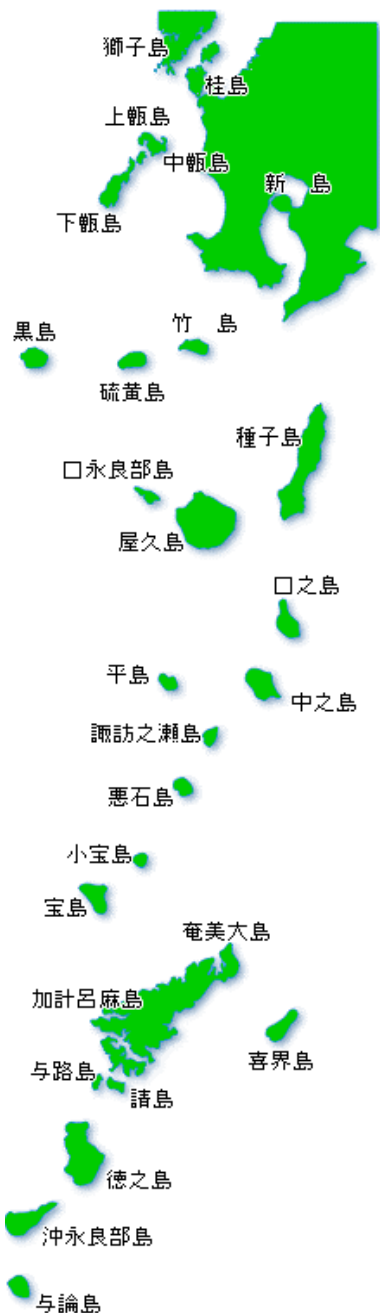 獅子島
桂島
上甑島
中甑島
新　島
下甑島
竹　島
黒島
硫黄島
種子島
口永良部島
屋久島
口之島
平島
中之島
諏訪之瀬島
悪石島
小宝島
宝島
奄美大島
加計呂麻島
喜界島
与路島
請島
徳之島
沖永良部島
与論島